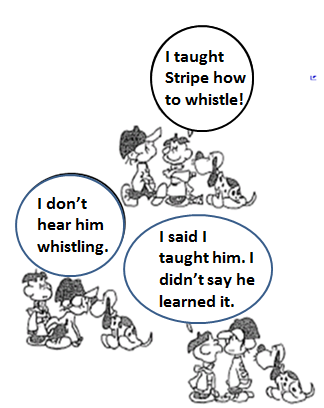 I taught
Stripe how
to whistle!
I don’t
hear him
whistling.
I said I
taught him. I
didn’t say he
learned it.